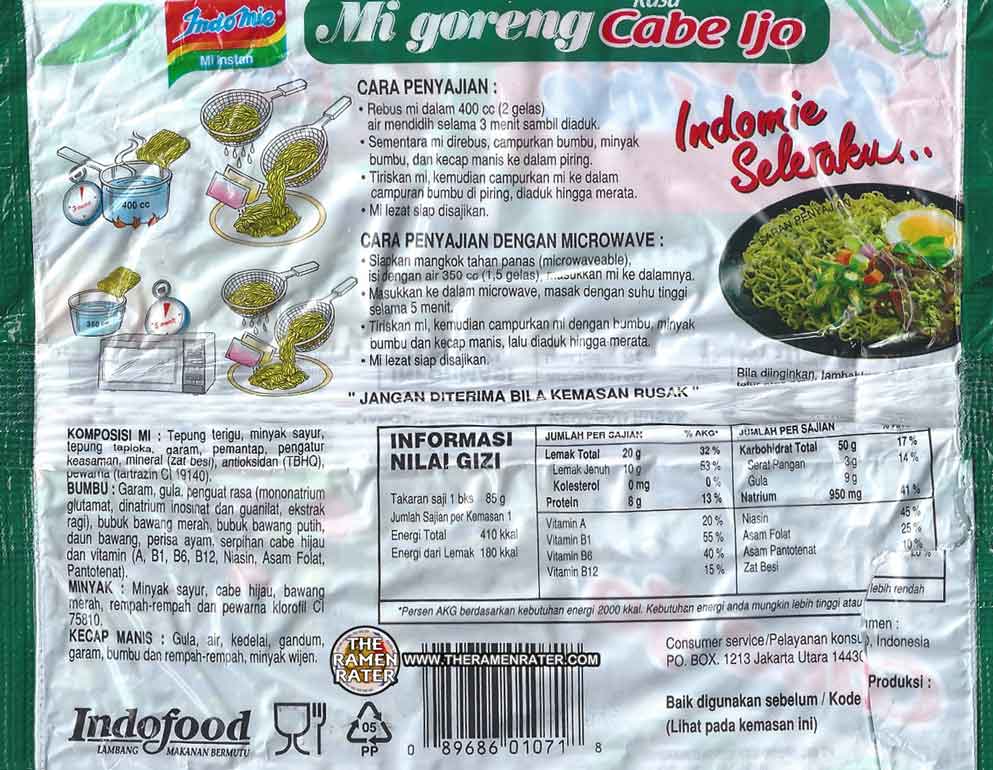 Indomie
Mi Instan
Mi goreng Rasa Cabe Ijo
CARA PENYAJIAN :
• Rebus mi dalam 400 cc (2 gelas)
air mendidih selama 3 menit sambil diaduk.
• Sementara mi direbus, campurkan bumbu, minyak
bumbu, dan kecap manis ke dalam piring.
• Tiriskan mi, kemudian campurkan mi ke dalam
campuran bumbu di piring, diaduk hingga merata.
• Mi lezat siap disajikan.
"3 menit"
400 cc
CARA PENYAJIAN DENGAN MICROWAVE :
• Siapkan mangkok tahan panas (microwaveable),
isi dengan air 350 cc (1,5 gelas), masukkan mi ke dalamnya.
• Masukkan ke dalam microwave, masak dengan suhu tinggi
selama 5 menit.
• Tiriskan mi, kemudian campurkan mi dengan bumbu, minyak
bumbu dan kecap manis, lalu diaduk hingga merata.
• Mi lezat siap disajikan.
350 cc
"5 menit"
Indomie
Seleraku...
SARAN PENYAJIAN
Bila diinginkan,
" JANGAN DITERIMA BILA KEMASAN RUSAK "
KOMPOSISI MI : Tepung terigu, minyak sayur,
tepung tapioka, garam, pemantap, pengatur
keasaman, mineral (zat besi), antioksidan (TBHQ),
pewarna (tartrazin CI 19140).
BUMBU : Garam, gula, penguat rasa (mononatrium
glutamat, dinatrium inosinat dan guanilat, ekstrak
ragi), bubuk bawang merah, bubuk bawang putih,
daun bawang, perisa ayam, serpihan cabe hijau
dan vitamin (A, B1, B6, B12, Niasin, Asam Folat,
Pantotenat).
MINYAK : Minyak sayur, cabe hijau, bawang
merah, rempah-rempah dan pewarna klorofil CI
75810.
KECAP MANIS : Gula, air, kedelai, gandum,
garam, bumbu dan rempah-rempah, minyak wijen.
INFORMASI
NILAI GIZI
Takaran saji 1 bks 85 g
Jumlah Sajian per Kemasan 1
Energi Total 410 kkal
Energi dari Lemak 180 kkal
JUMLAH PER SAJIAN % AKG*
Lemak Total 20 g 32 %
Lemak Jenuh 10 g 53 %
Kolesterol 0 mg 0 %
Protein 8 g 13 %
Vitamin A 20 %
Vitamin B1 55 %
Vitamin B6 40 %
Vitamin B12 15 %
JUMLAH PER SAJIAN
Karbohidrat Total 50 g 17 %
Serat Pangan 3 g 14 %
Gula 9 g
Natrium 950 mg 41 %
Niasin 45 %
Asam Folat 25 %
Asam Pantotenat 10 %
Zat Besi
*Persen AKG berdasarkan kebutuhan energi 2000 kkal. Kebutuhan energi anda mungkin lebih tinggi atau lebih rendah
THE
RAMEN
RATER
WWW.THERAMENRATER.COM
Consumer service/Pelayanan konsumen :
PO. BOX. 1213 Jakarta Utara Indonesia
Baik digunakan sebelum / Kode Produksi :
(Lihat pada kemasan ini)
Indofood
LAMBANG MAKANAN BERMUTU
05
PP
0 89686 01071 8